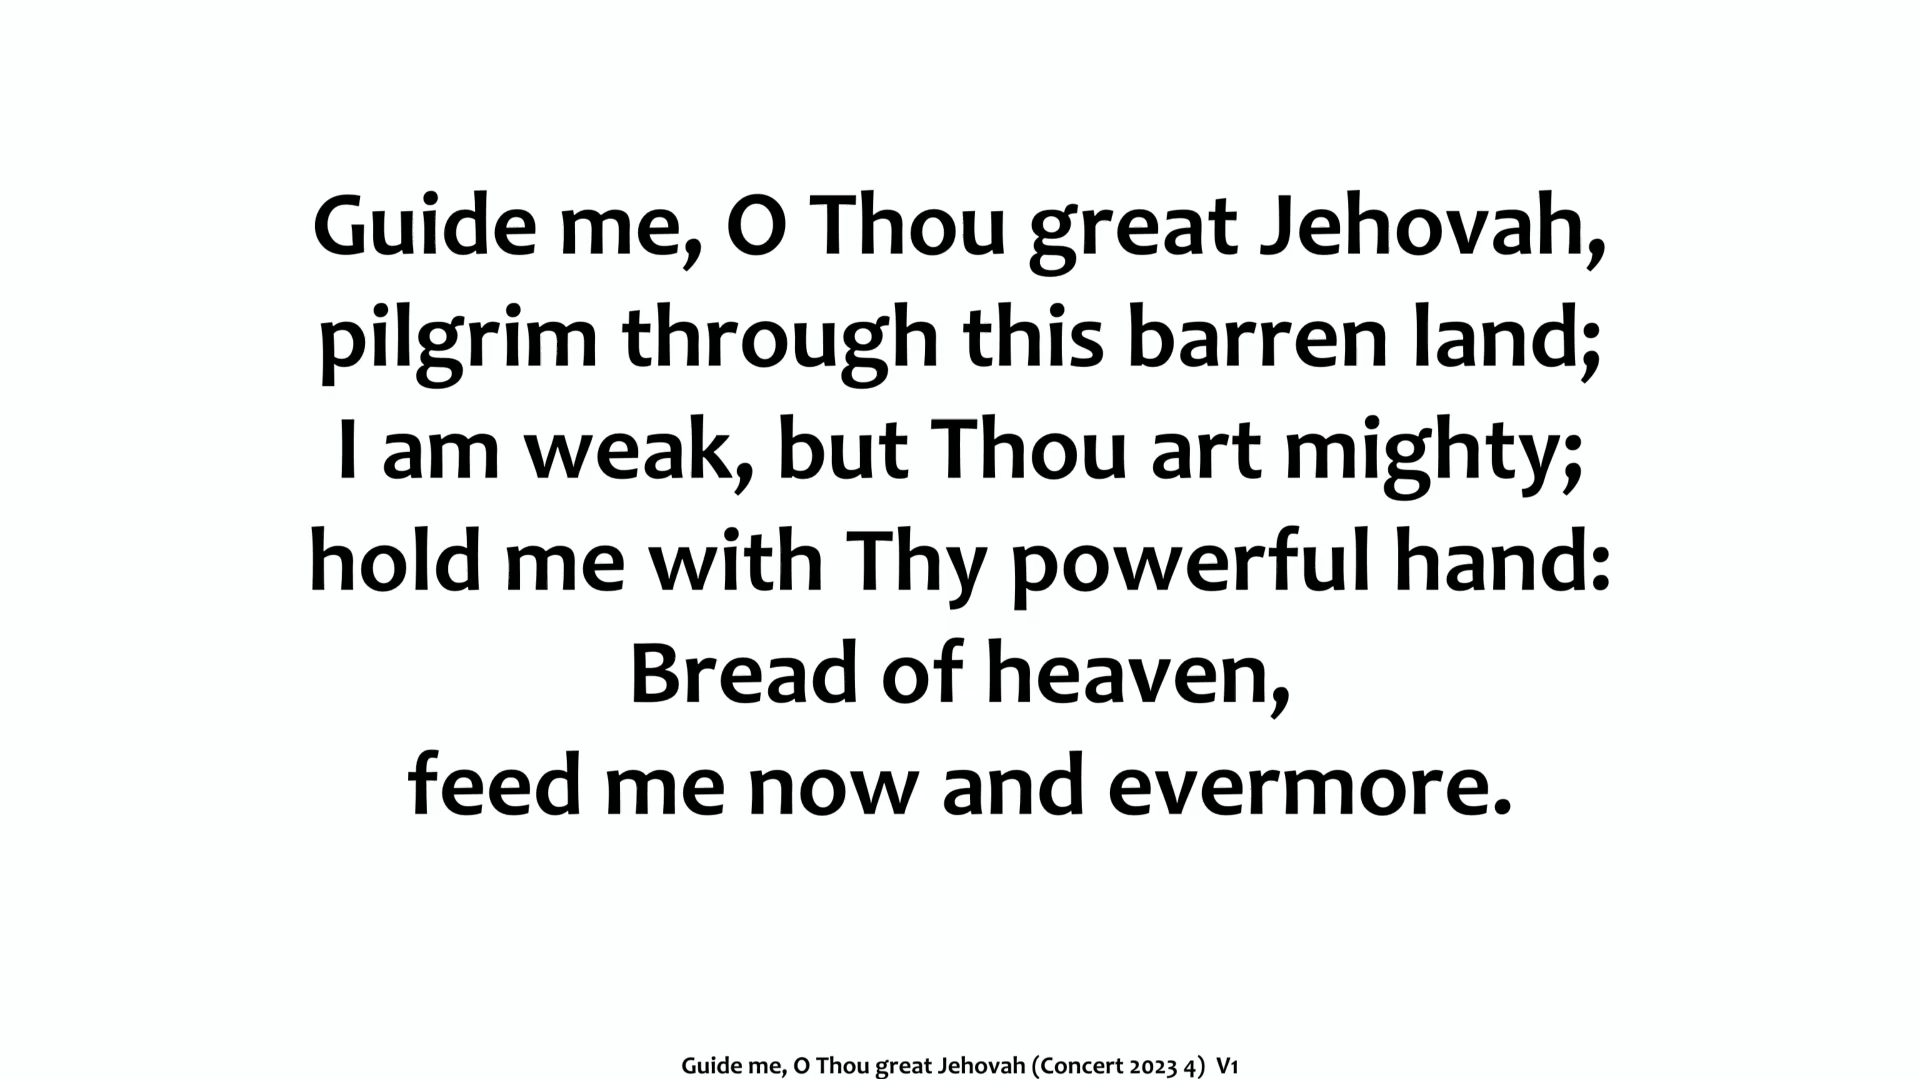 Guide me, O Thou great Jehovah,
pilgrim through this barren land;
I am weak, but Thou art mighty;
hold me with Thy powerful hand:
Bread of heaven,
feed me now and evermore.
Guide me, O Thou great Jehovah (Concert 2023 4) V1